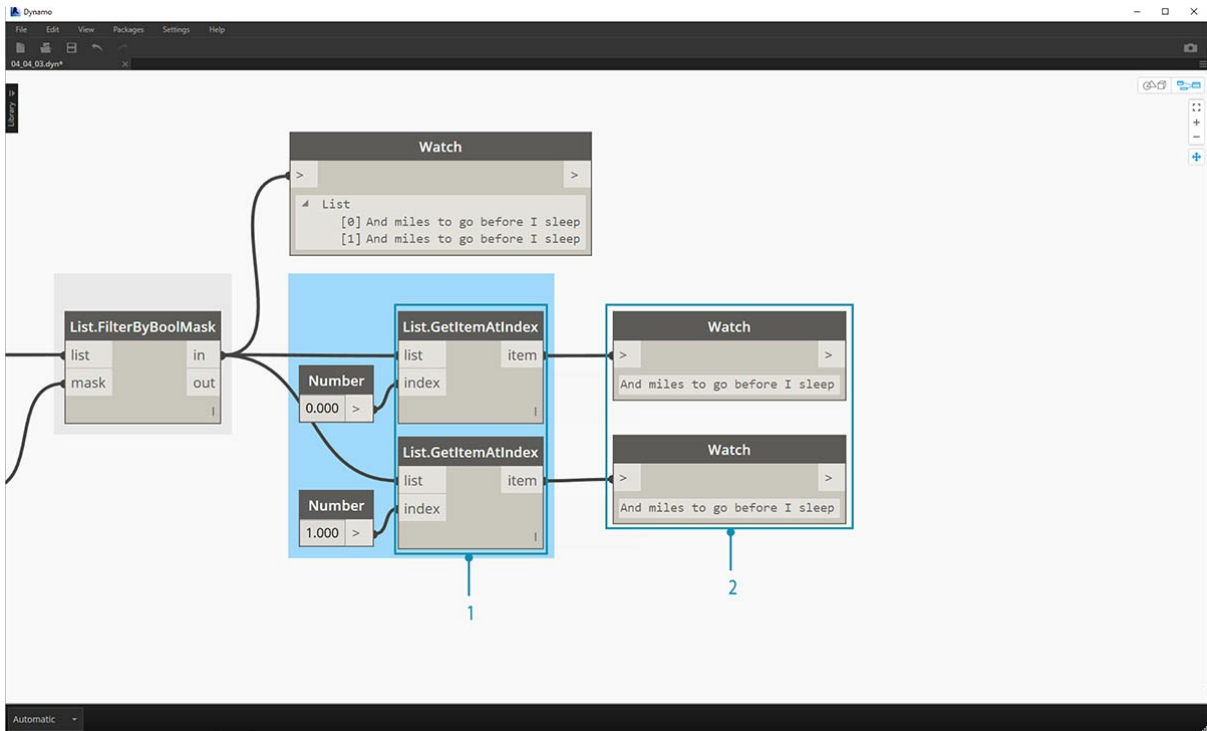 Dynamo
File Edit View Packages Settings Help
04_04_03.dyn*
Library
Watch
> >
List
[0] And miles to go before I sleep
[1] And miles to go before I sleep
List.FilterByBoolMask
list in
mask out
List.GetItemAtIndex
list item
index
Number
0.000 >
Watch
> >
And miles to go before I sleep
List.GetItemAtIndex
list item
index
Number
1.000 >
Watch
> >
And miles to go before I sleep
1
2
Automatic